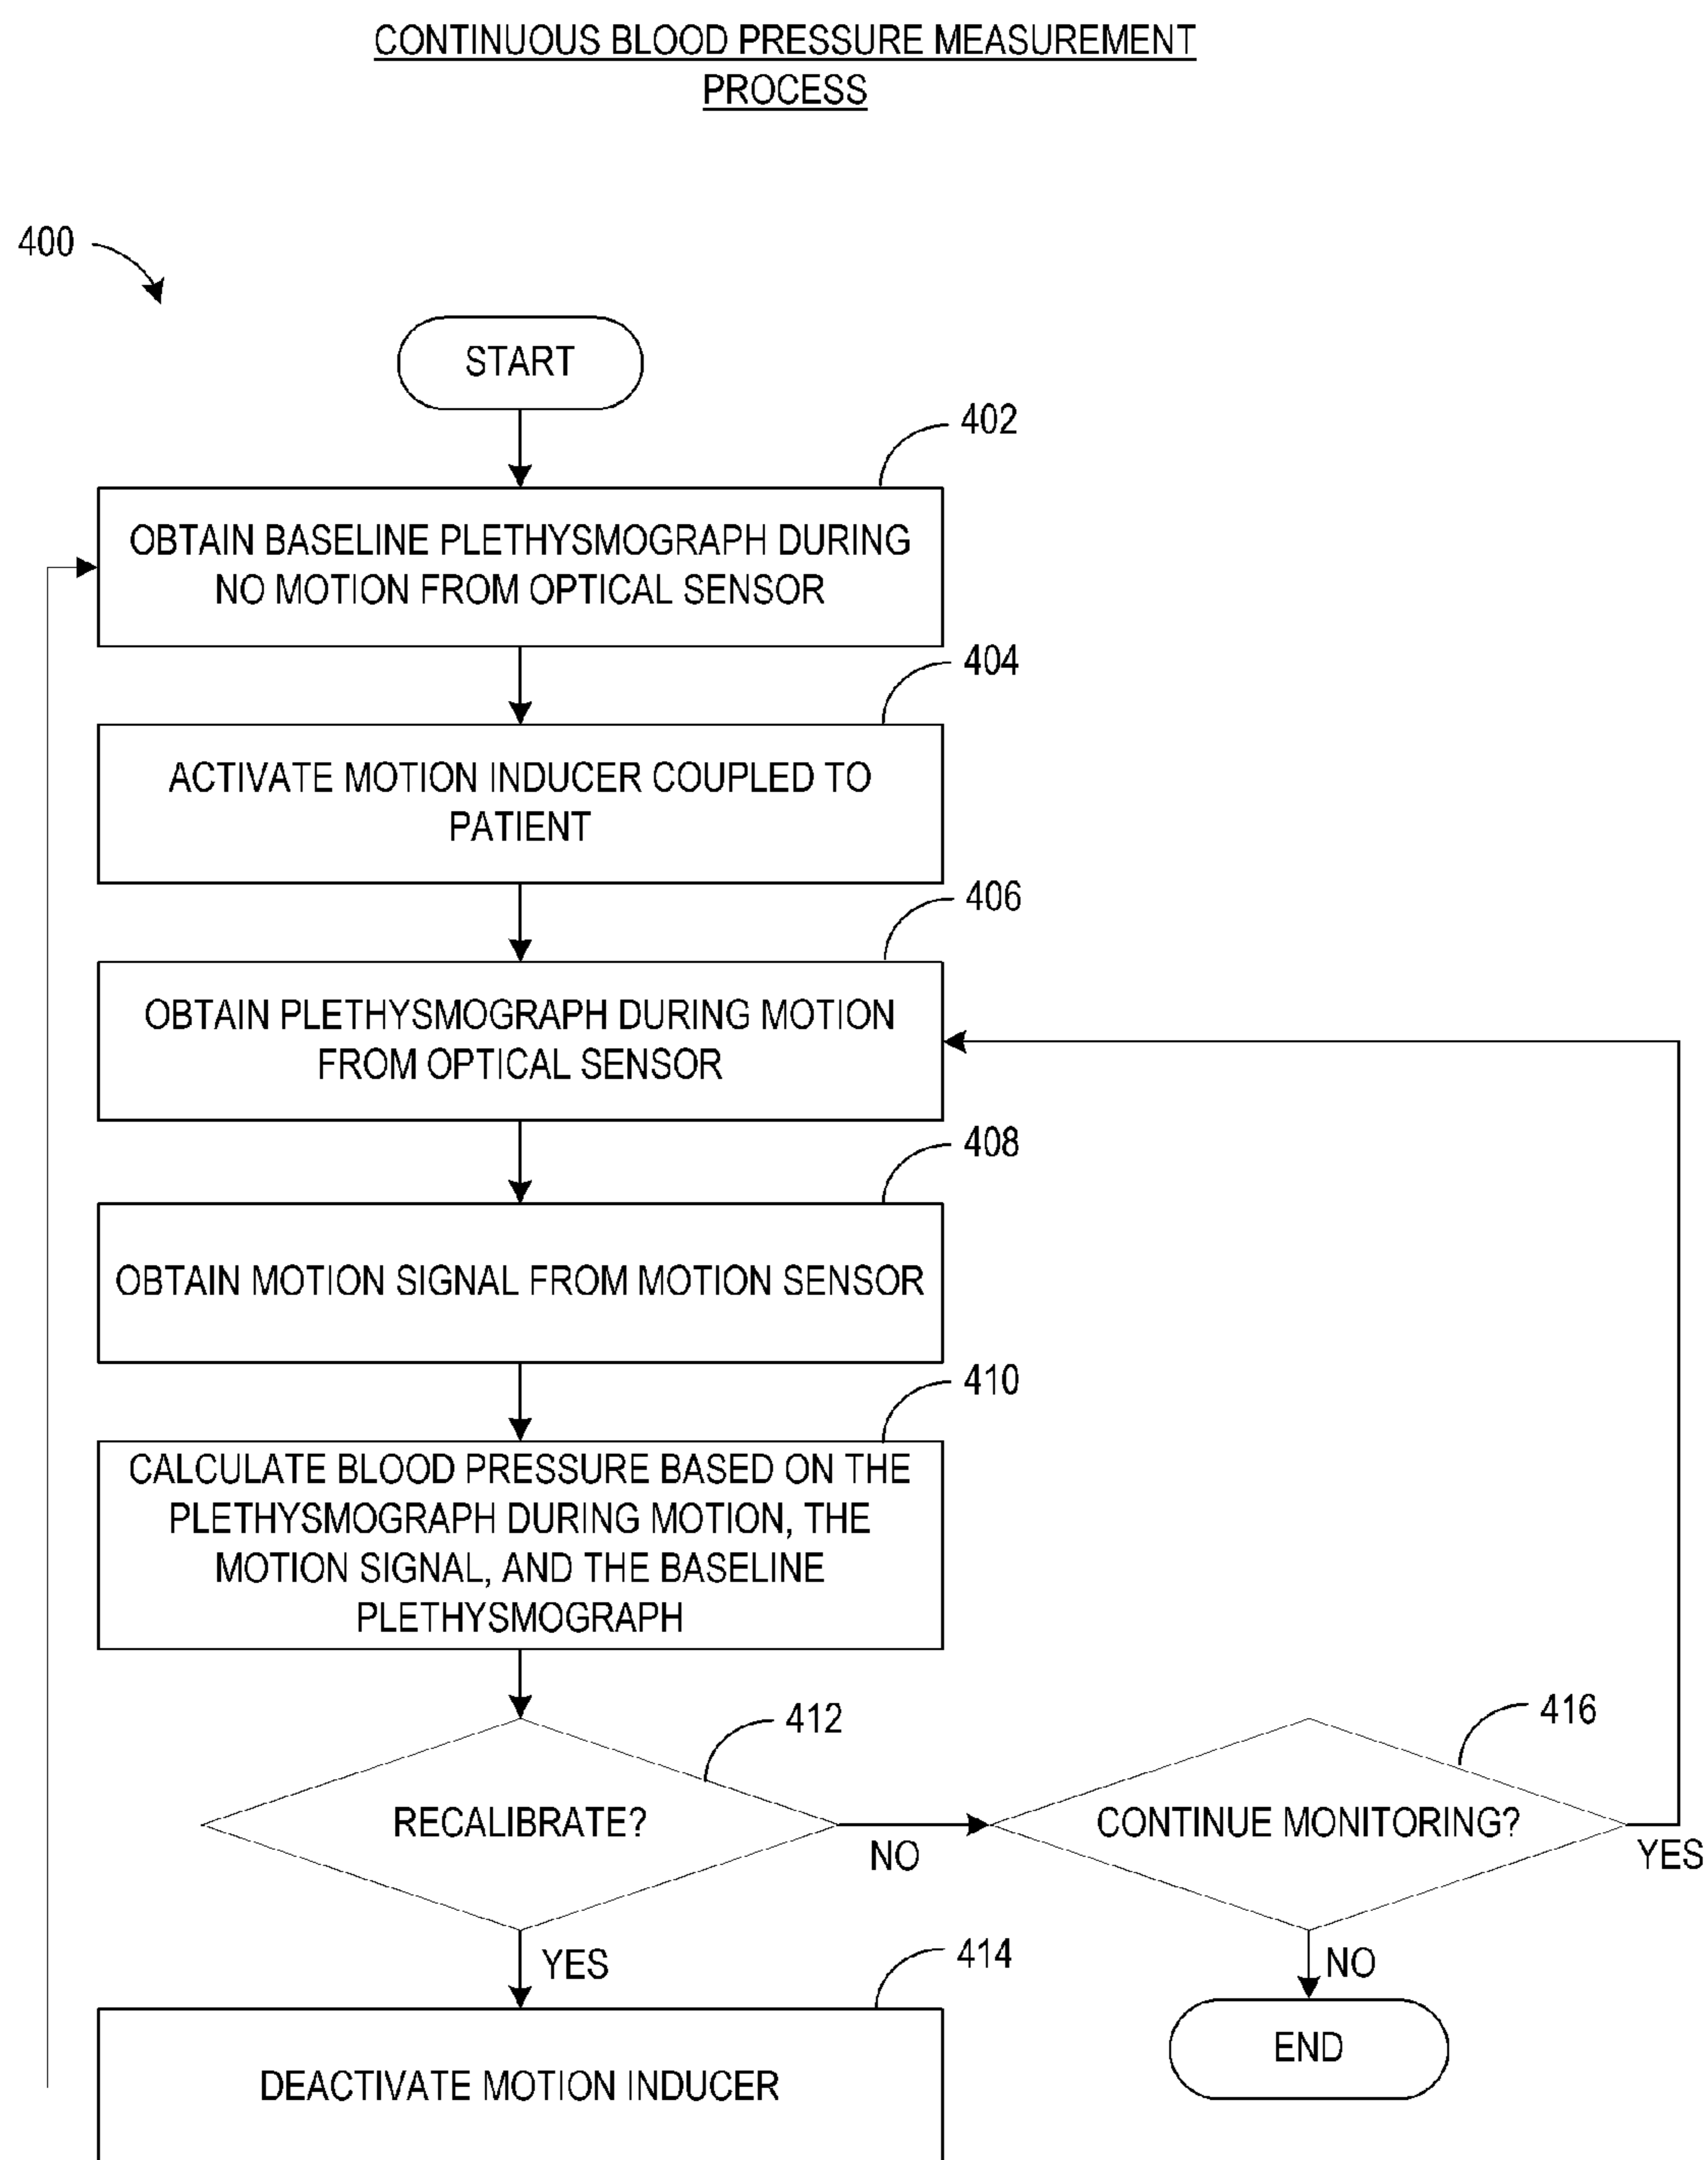 CONTINUOUS BLOOD PRESSURE MEASUREMENT
PROCESS
400
START
402
OBTAIN BASELINE PLETHYSMOGRAPH DURING
NO MOTION FROM OPTICAL SENSOR
404
ACTIVATE MOTION INDUCER COUPLED TO
PATIENT
406
OBTAIN PLETHYSMOGRAPH DURING MOTION
FROM OPTICAL SENSOR
408
OBTAIN MOTION SIGNAL FROM MOTION SENSOR
410
CALCULATE BLOOD PRESSURE BASED ON THE
PLETHYSMOGRAPH DURING MOTION, THE
MOTION SIGNAL, AND THE BASELINE
PLETHYSMOGRAPH
412
RECALIBRATE?
NO
416
CONTINUE MONITORING?
YES
YES
414
DEACTIVATE MOTION INDUCER
NO
END